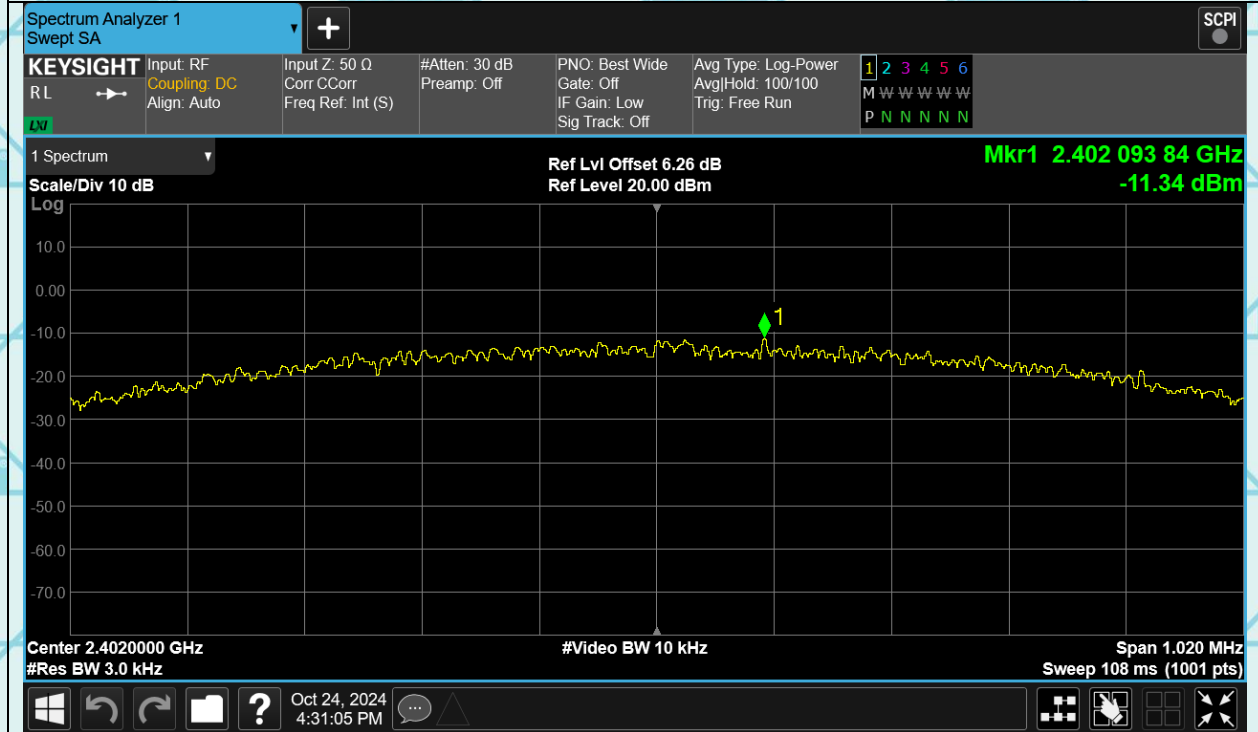 Spectrum Analyzer 1
Swept SA
SCPI
KEYSIGHT
R L
LXI
Input: RF
Coupling: DC
Align: Auto
Input Z: 50 Ω
Corr CCorr
Freq Ref: Int (S)
#Atten: 30 dB
Preamp: Off
PNO: Best Wide
Gate: Off
IF Gain: Low
Sig Track: Off
Avg Type: Log-Power
Avg|Hold: 100/100
Trig: Free Run
1 2 3 4 5 6
M W W W W W
P N N N N N
1 Spectrum
Scale/Div 10 dB
Log
Ref Lvl Offset 6.26 dB
Ref Level 20.00 dBm
Mkr1 2.402 093 84 GHz
-11.34 dBm
10.0
0.00
-10.0
-20.0
-30.0
-40.0
-50.0
-60.0
-70.0
1
Center 2.4020000 GHz
#Res BW 3.0 kHz
#Video BW 10 kHz
Span 1.020 MHz
Sweep 108 ms (1001 pts)
?
Oct 24, 2024
4:31:05 PM